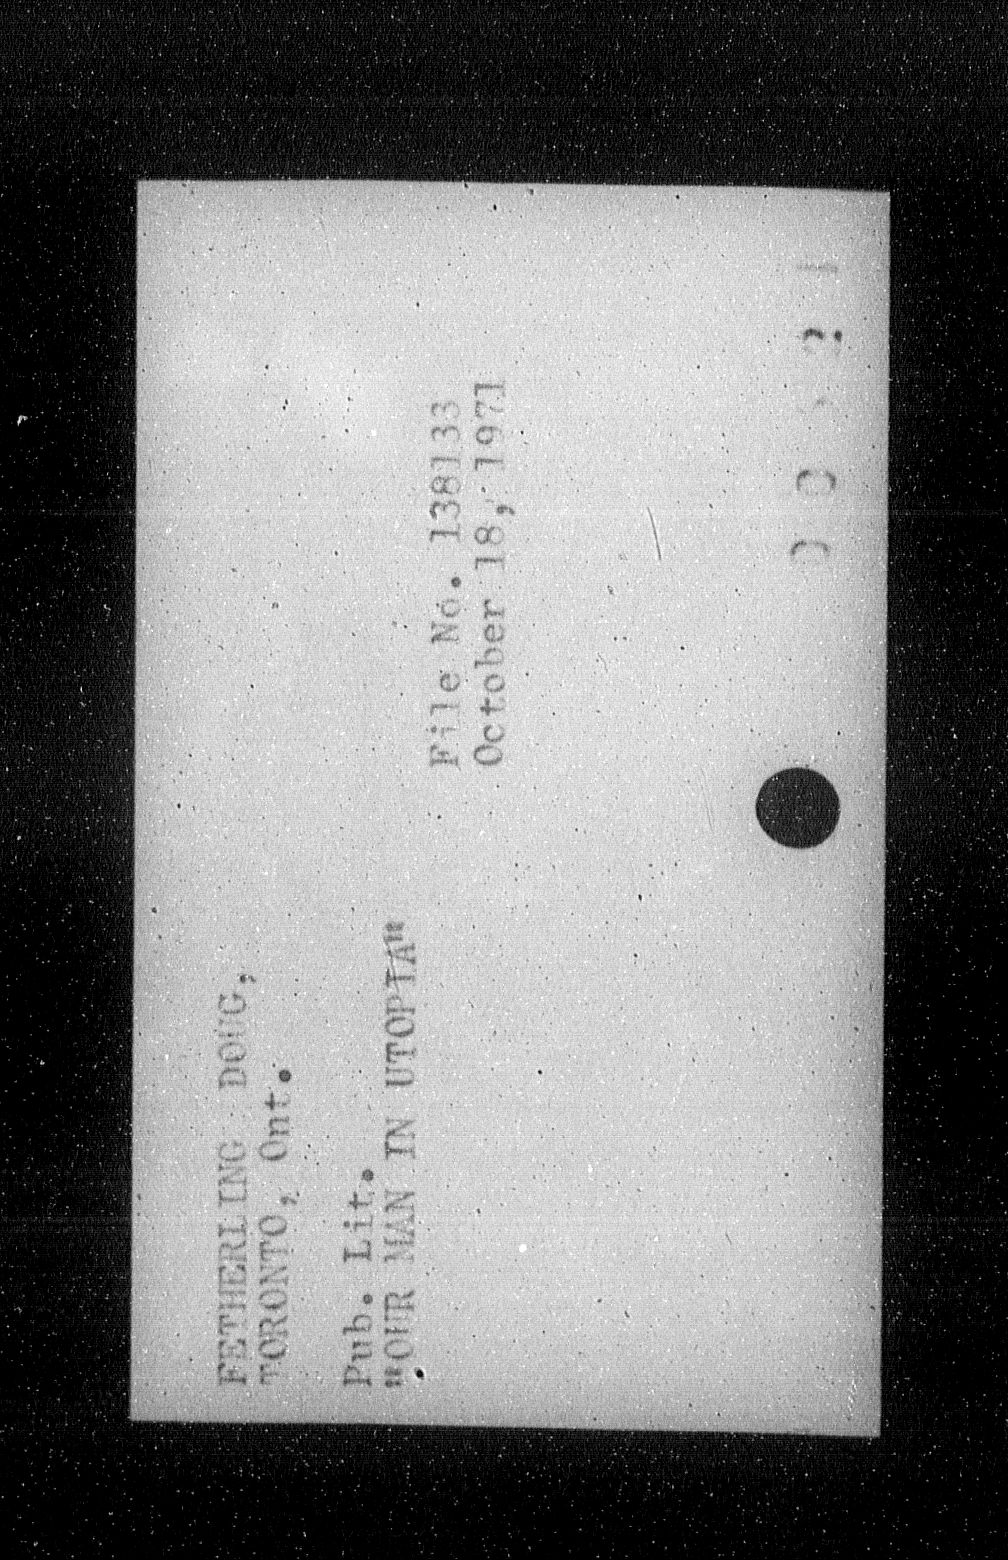 FETHERLING DOUG,
TORONTO, Ont.
Pub. Lit.
"OUR MAN IN UTOPIA"
File No. 138133
October 18, 1971